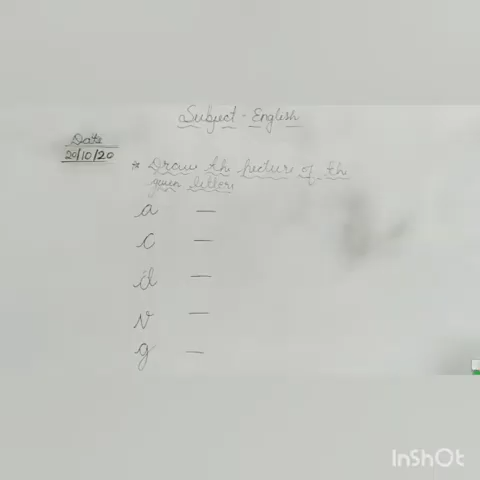 Subject - English
Date
20/10/20
* Draw the picture of the
given letters
a —
c —
d —
v —
g —
InShOt